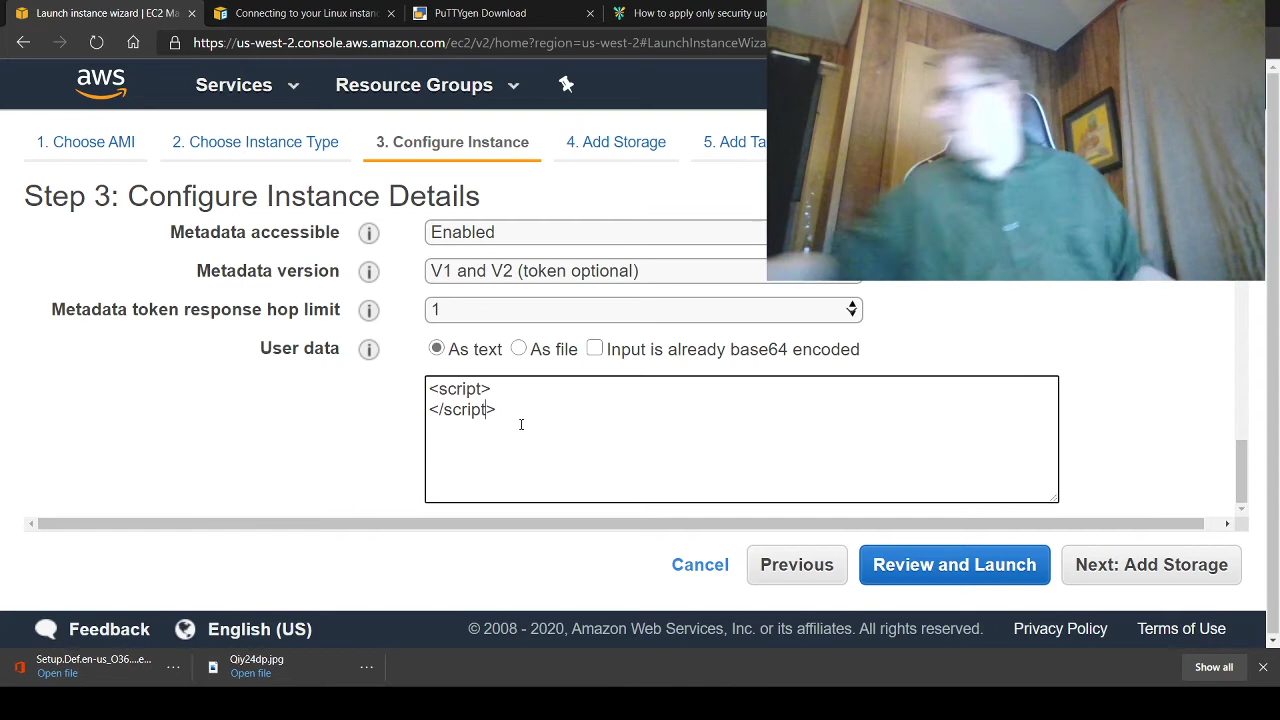 Launch instance wizard | EC2 Ma
Connecting to your Linux instanc
PuTTYgen Download
How to apply only security up
https://us-west-2.console.aws.amazon.com/ec2/v2/home?region=us-west-2#LaunchInstanceWiza
aws
Services
Resource Groups
1. Choose AMI
2. Choose Instance Type
3. Configure Instance
4. Add Storage
5. Add Ta
Step 3: Configure Instance Details
Metadata accessible
Enabled
Metadata version
V1 and V2 (token optional)
Metadata token response hop limit
1
User data
As text
As file
Input is already base64 encoded
<script>
</script>
Cancel
Previous
Review and Launch
Next: Add Storage
Feedback
English (US)
© 2008 - 2020, Amazon Web Services, Inc. or its affiliates. All rights reserved.
Privacy Policy
Terms of Use
Setup.Def.en-us_O36....e...
Open file
Qiy24dp.jpg
Open file
Show all